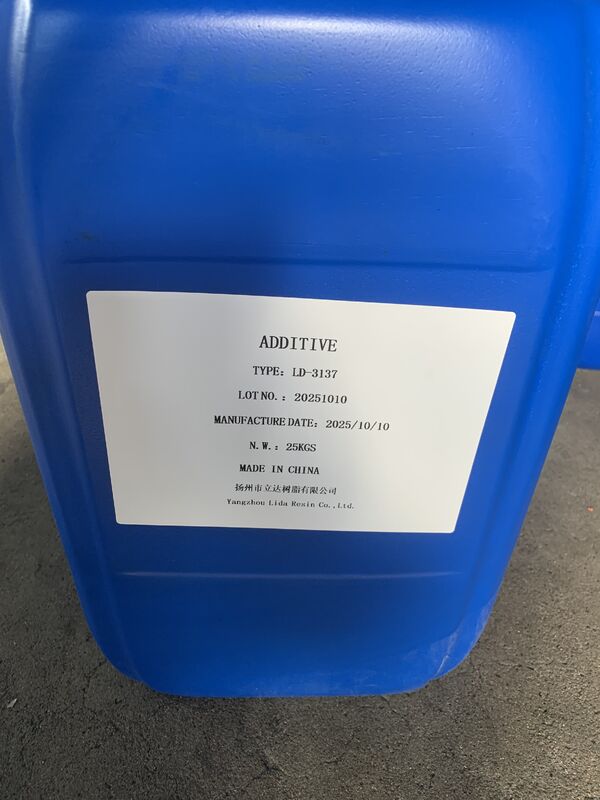 ADDITIVE
TYPE: LD-3137
LOT NO.: 20251010
MANUFACTURE DATE: 2025/10/10
N.W.: 25KGS
MADE IN CHINA
扬州市立达树脂有限公司
Yangzhou Lida Resin Co.,Ltd.